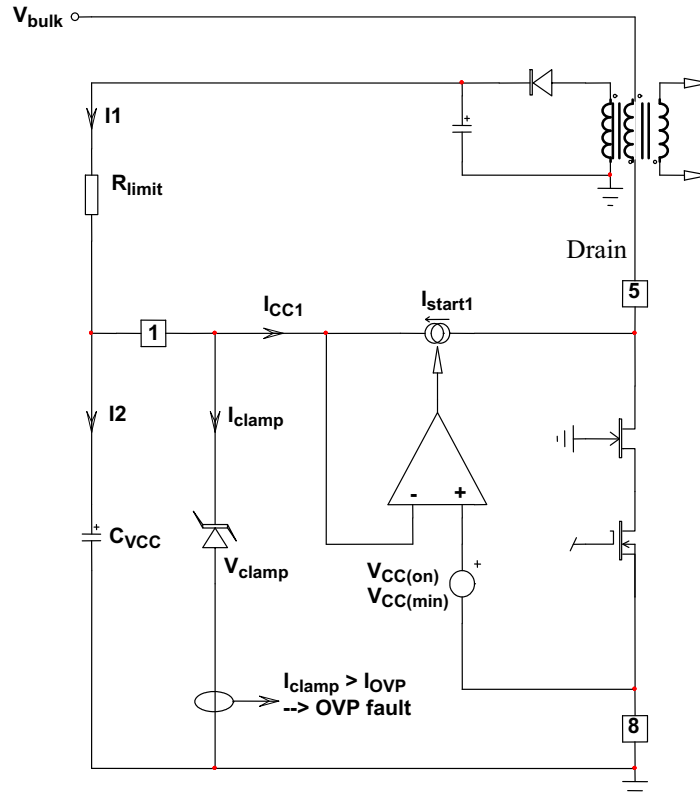 Vbulk
I1
Rlimit
Drain
5
ICC1
Istart1
1
I2
Iclamp
- +
CVCC
Vclamp
VCC(on)
VCC(min)
Iclamp > IOVP
--> OVP fault
8